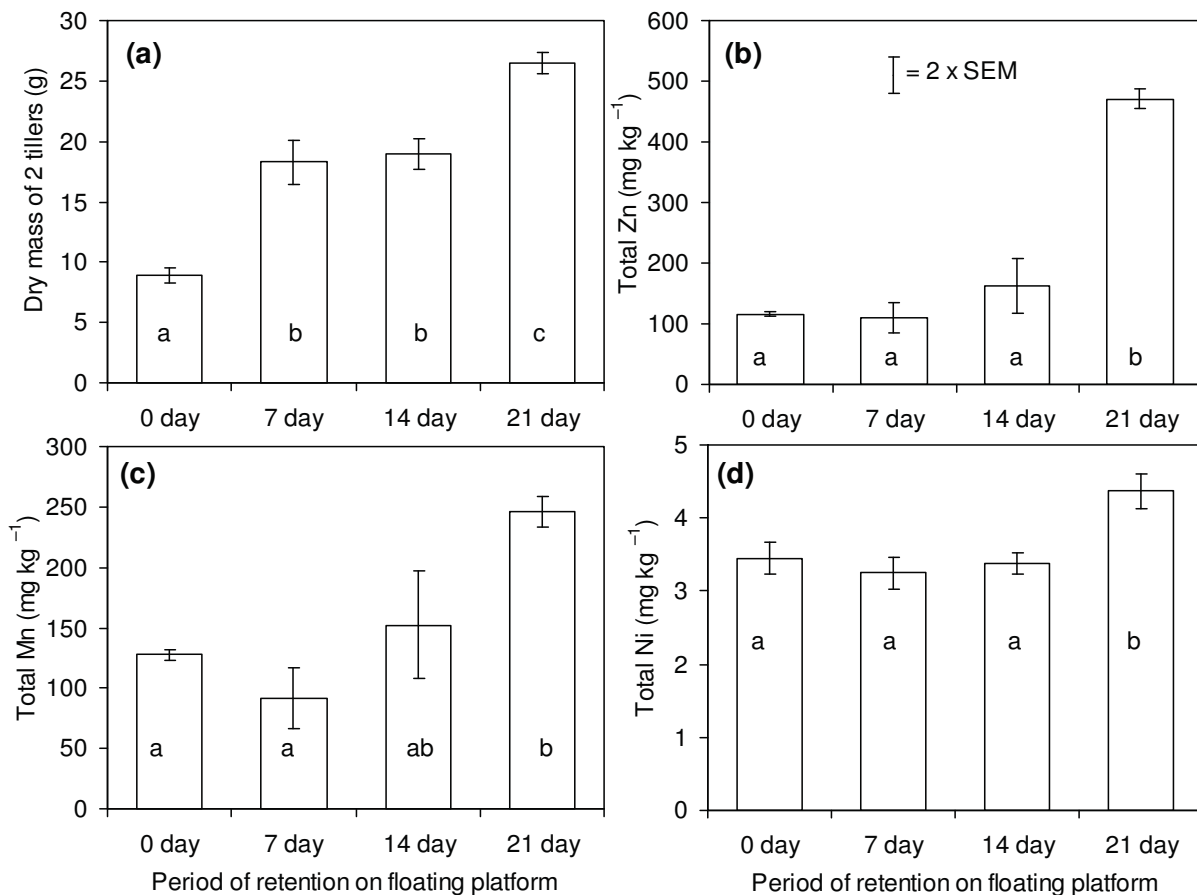 (a)
Dry mass of 2 tillers (g)
30
25
20
15
10
5
0
a
b
b
c
0 day
7 day
14 day
21 day
(b)
= 2 x SEM
Total Zn (mg kg⁻¹)
600
500
400
300
200
100
0
a
a
a
b
0 day
7 day
14 day
21 day
(c)
Total Mn (mg kg⁻¹)
300
250
200
150
100
50
0
a
a
ab
b
0 day
7 day
14 day
21 day
Period of retention on floating platform
(d)
Total Ni (mg kg⁻¹)
5
4
3
2
1
0
a
a
a
b
0 day
7 day
14 day
21 day
Period of retention on floating platform